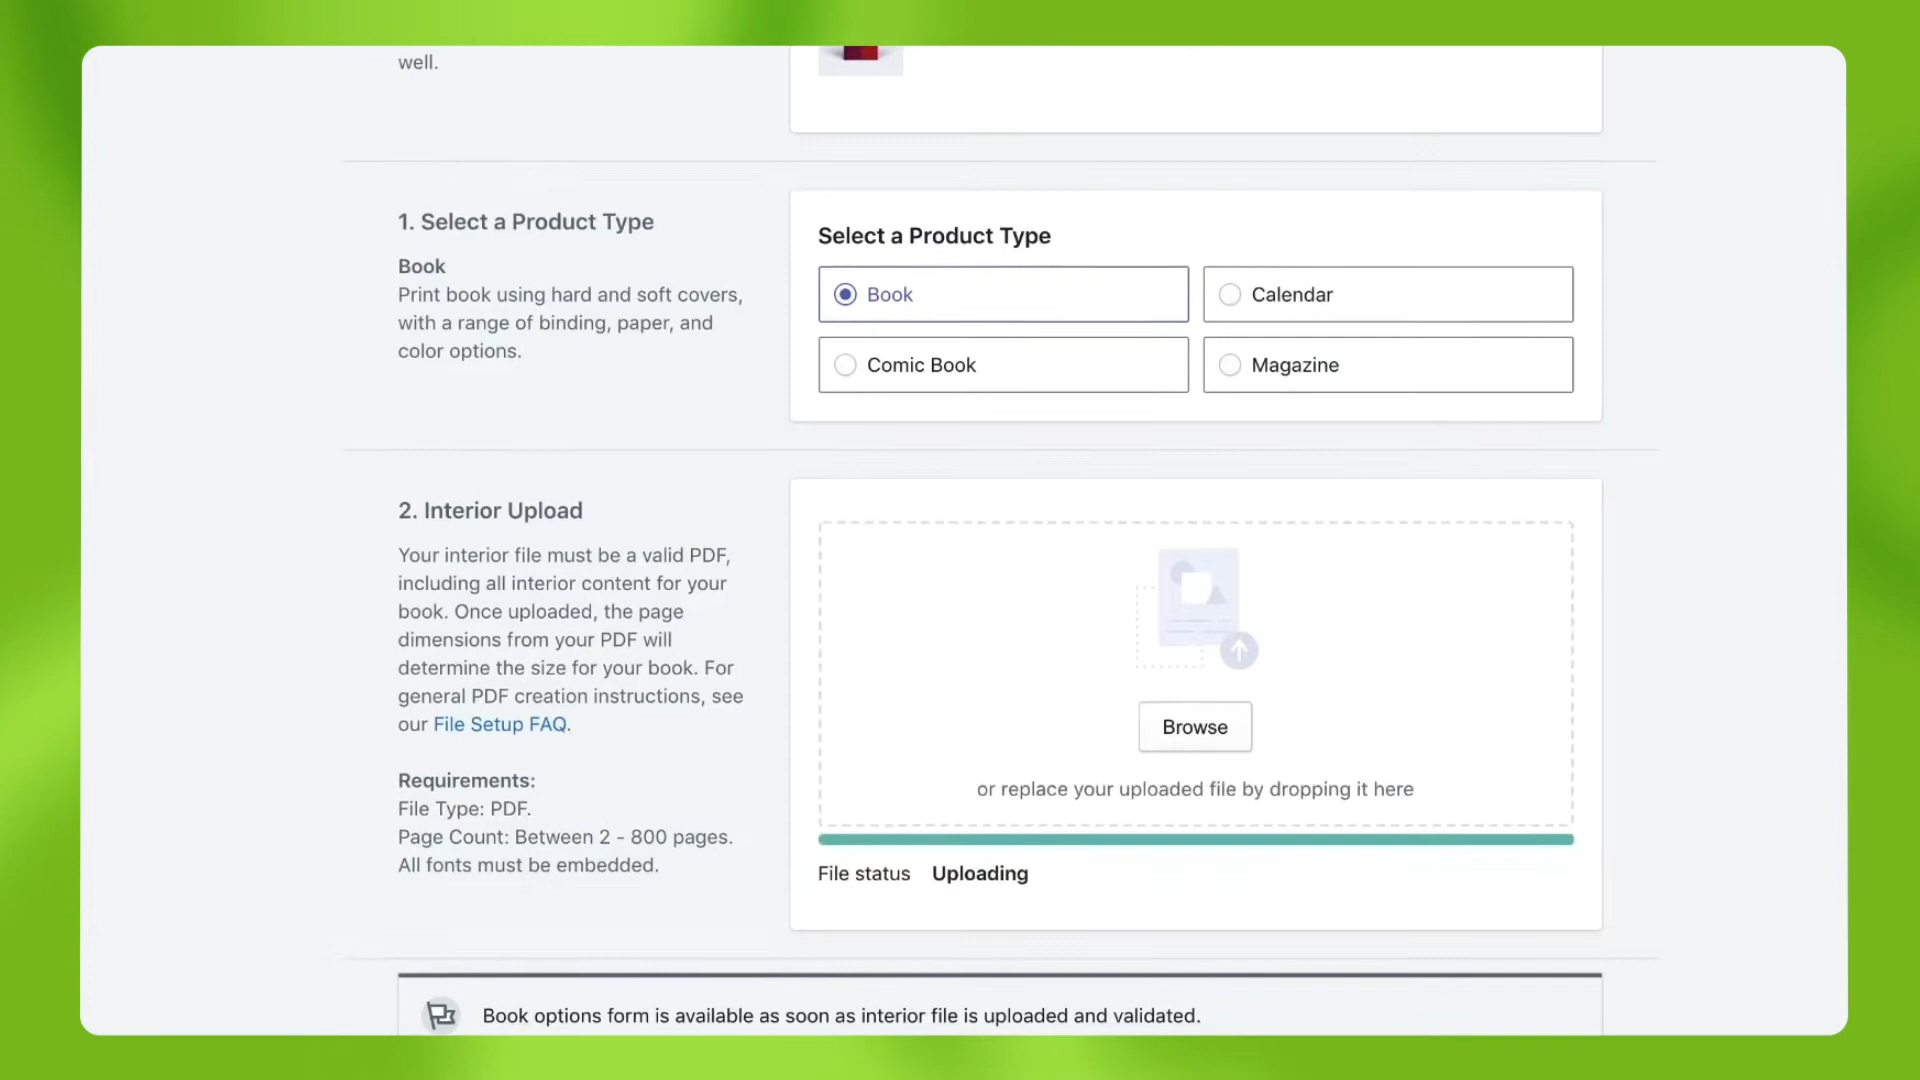 well.
1. Select a Product Type
Book
Print book using hard and soft covers,
with a range of binding, paper, and
color options.
Select a Product Type
Book
Calendar
Comic Book
Magazine
2. Interior Upload
Your interior file must be a valid PDF,
including all interior content for your
book. Once uploaded, the page
dimensions from your PDF will
determine the size for your book. For
general PDF creation instructions, see
our File Setup FAQ.
Requirements:
File Type: PDF.
Page Count: Between 2 - 800 pages.
All fonts must be embedded.
Browse
or replace your uploaded file by dropping it here
File status Uploading
Book options form is available as soon as interior file is uploaded and validated.